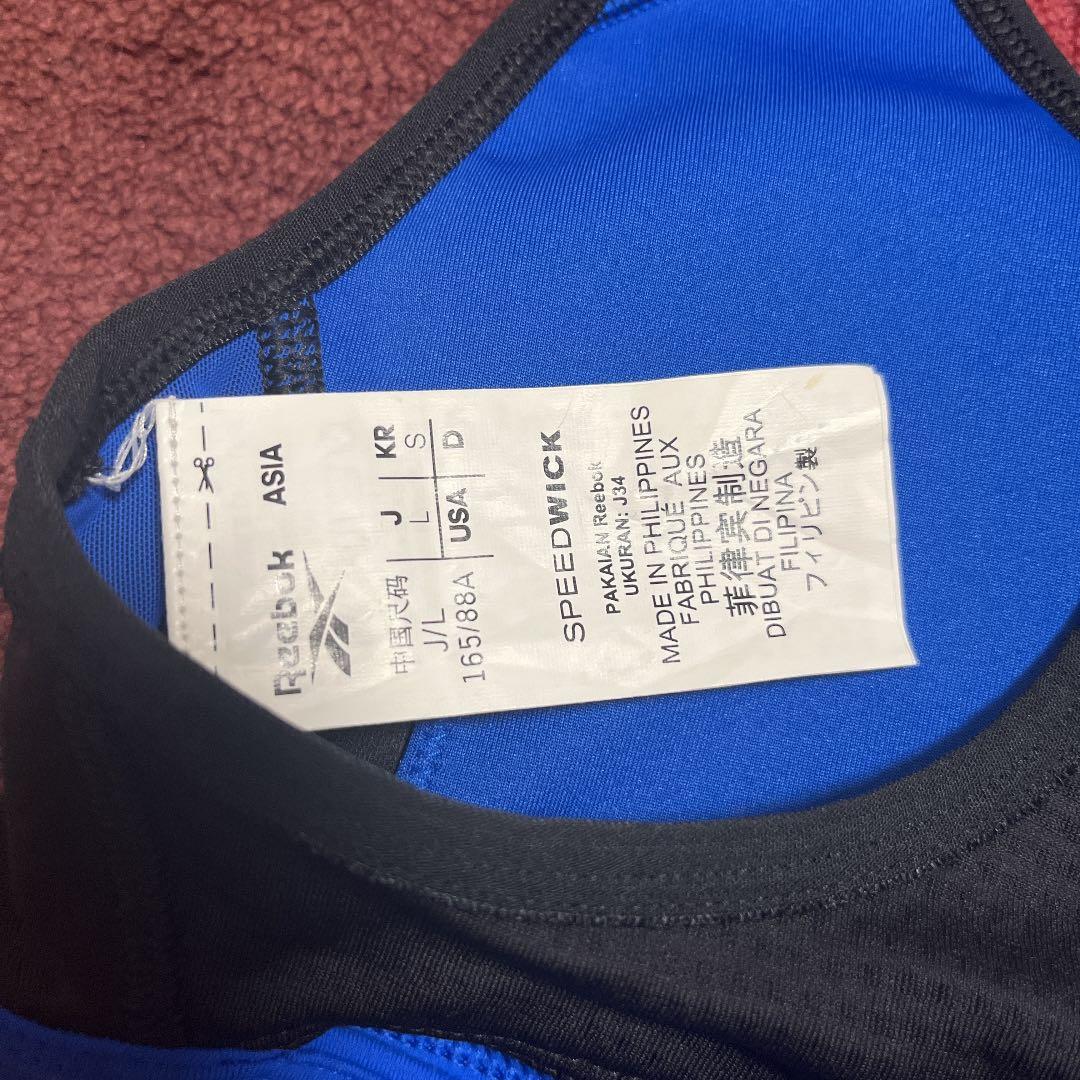 Reebok ASIA
中国尺码 J KR
J/L L S
165/88A USA D
SPEEDWICK
PAKAIAN Reebok
UKURAN: J34
MADE IN PHILIPPINES
FABRIQUÉ AUX
PHILIPPINES
菲律宾制造
DIBUAT DI NEGARA
FILIPINA
フィリピン製